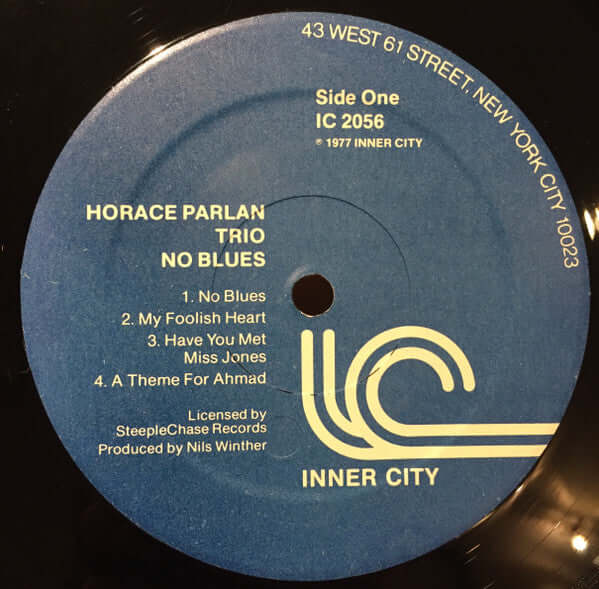 43 WEST 61 STREET, NEW YORK CITY 10023
Side One
IC 2056
℗ 1977 INNER CITY
HORACE PARLAN
TRIO
NO BLUES
1. No Blues
2. My Foolish Heart
3. Have You Met
Miss Jones
4. A Theme For Ahmad
Licensed by
SteepleChase Records
Produced by Nils Winther
IC
INNER CITY